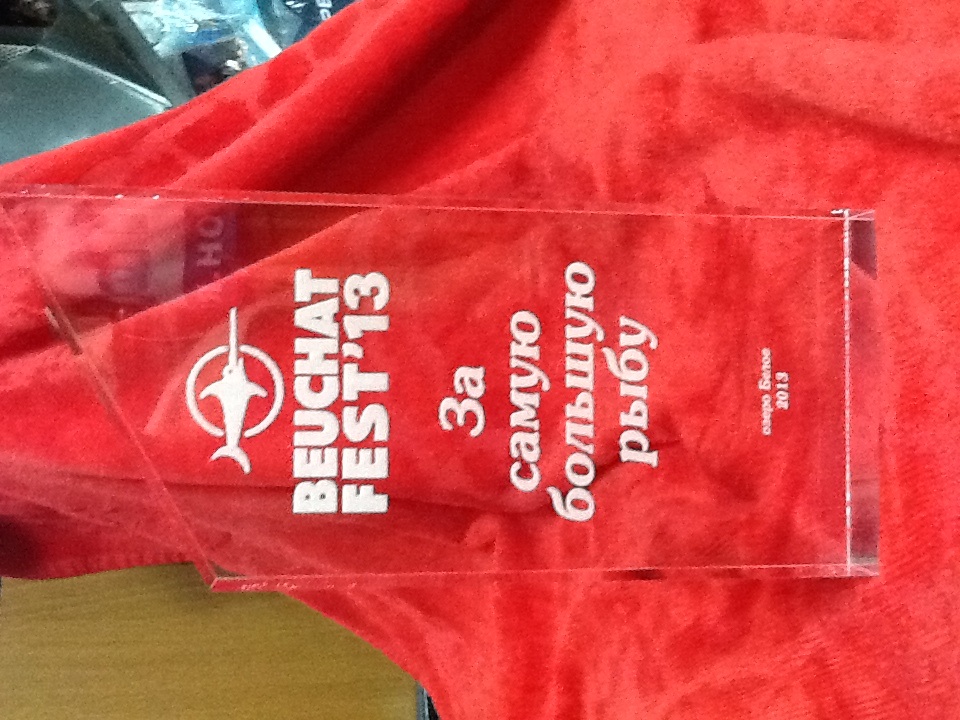 BEUCHAT
FEST'13
За
самую
большую
рыбу
озеро Белое
2013